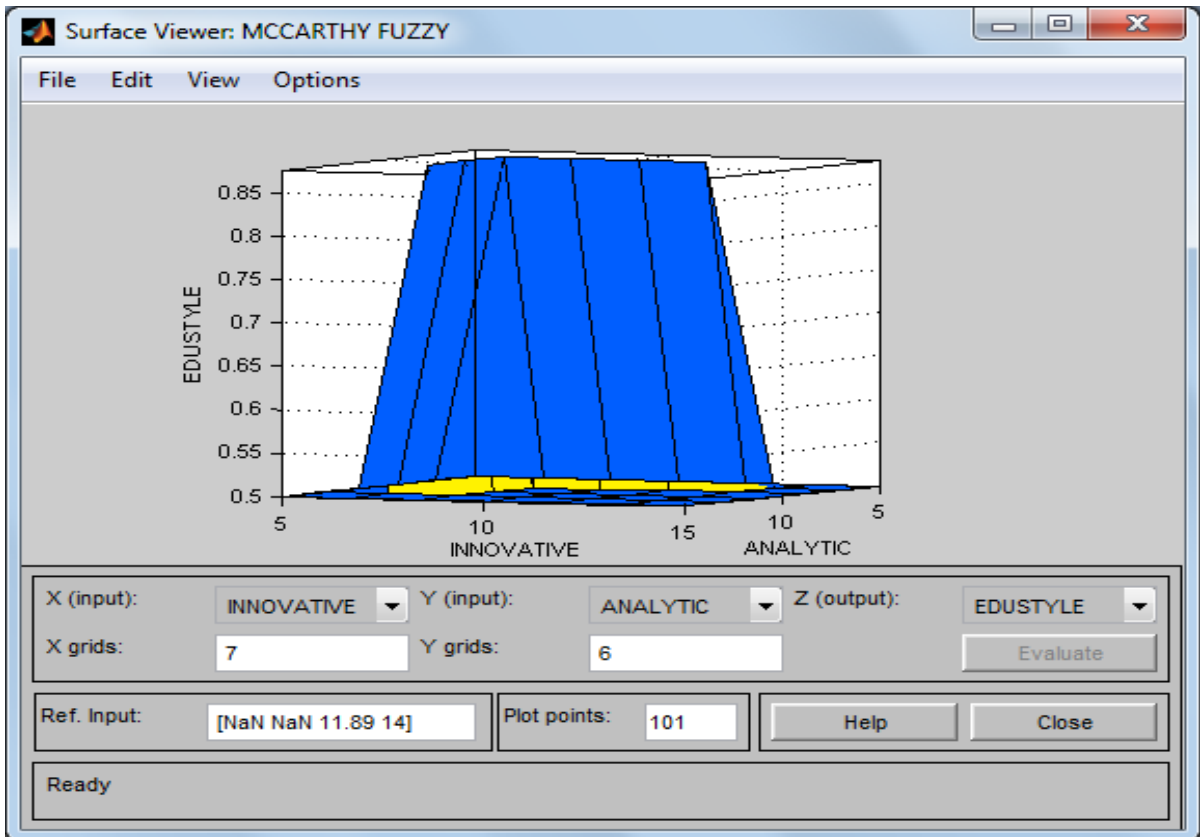 Surface Viewer: MCCARTHY FUZZY
File Edit View Options
0.85
0.8
0.75
0.7
0.65
0.6
0.55
0.5
EDUSTYLE
5
10
15
INNOVATIVE
10
5
ANALYTIC
X (input): INNOVATIVE Y (input): ANALYTIC Z (output): EDUSTYLE
X grids: 7 Y grids: 6 Evaluate
Ref. Input: [NaN NaN 11.89 14] Plot points: 101 Help Close
Ready